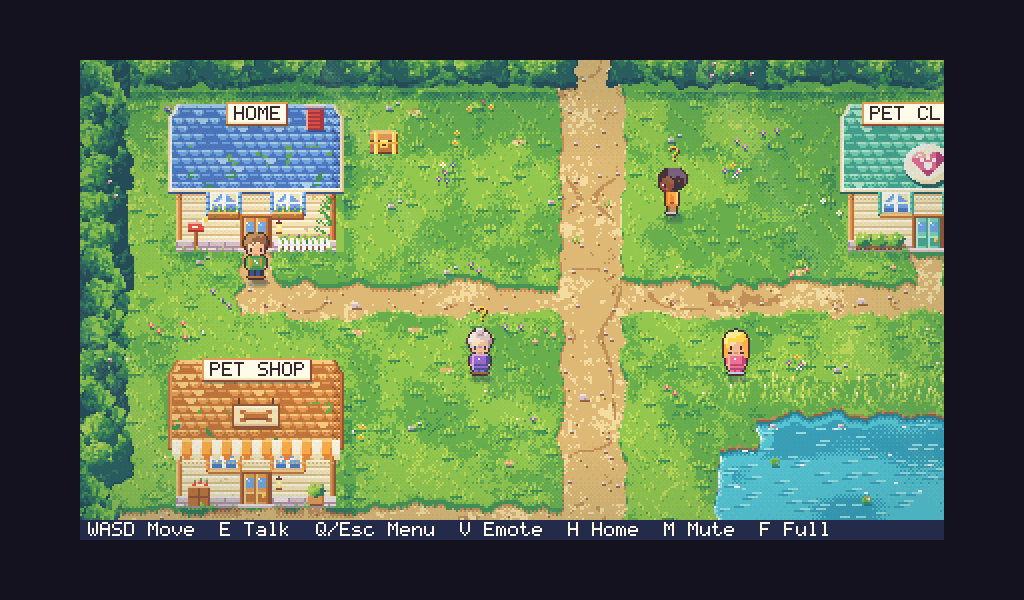 HOME
PET CL
?
?
PET SHOP
WASD Move E Talk Q/Esc Menu V Emote H Home M Mute F Full